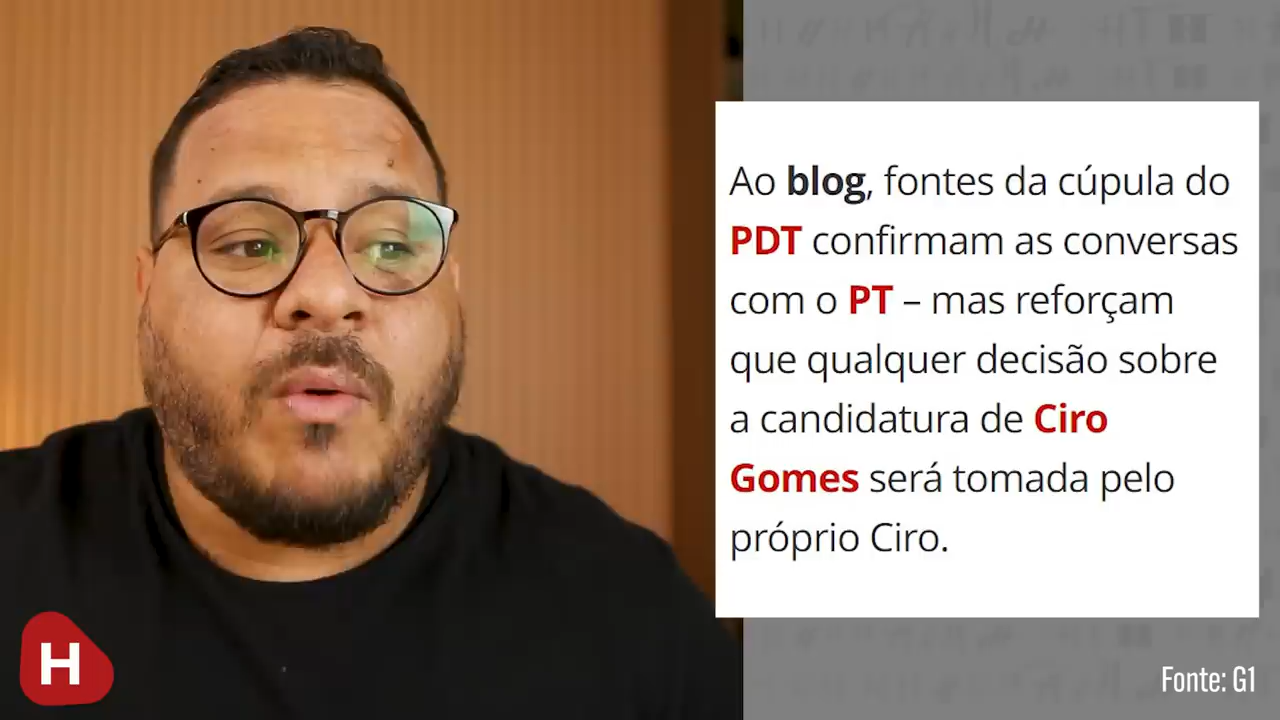 Ao blog, fontes da cúpula do
PDT confirmam as conversas
com o PT – mas reforçam
que qualquer decisão sobre
a candidatura de Ciro
Gomes será tomada pelo
próprio Ciro.
H
Fonte: G1